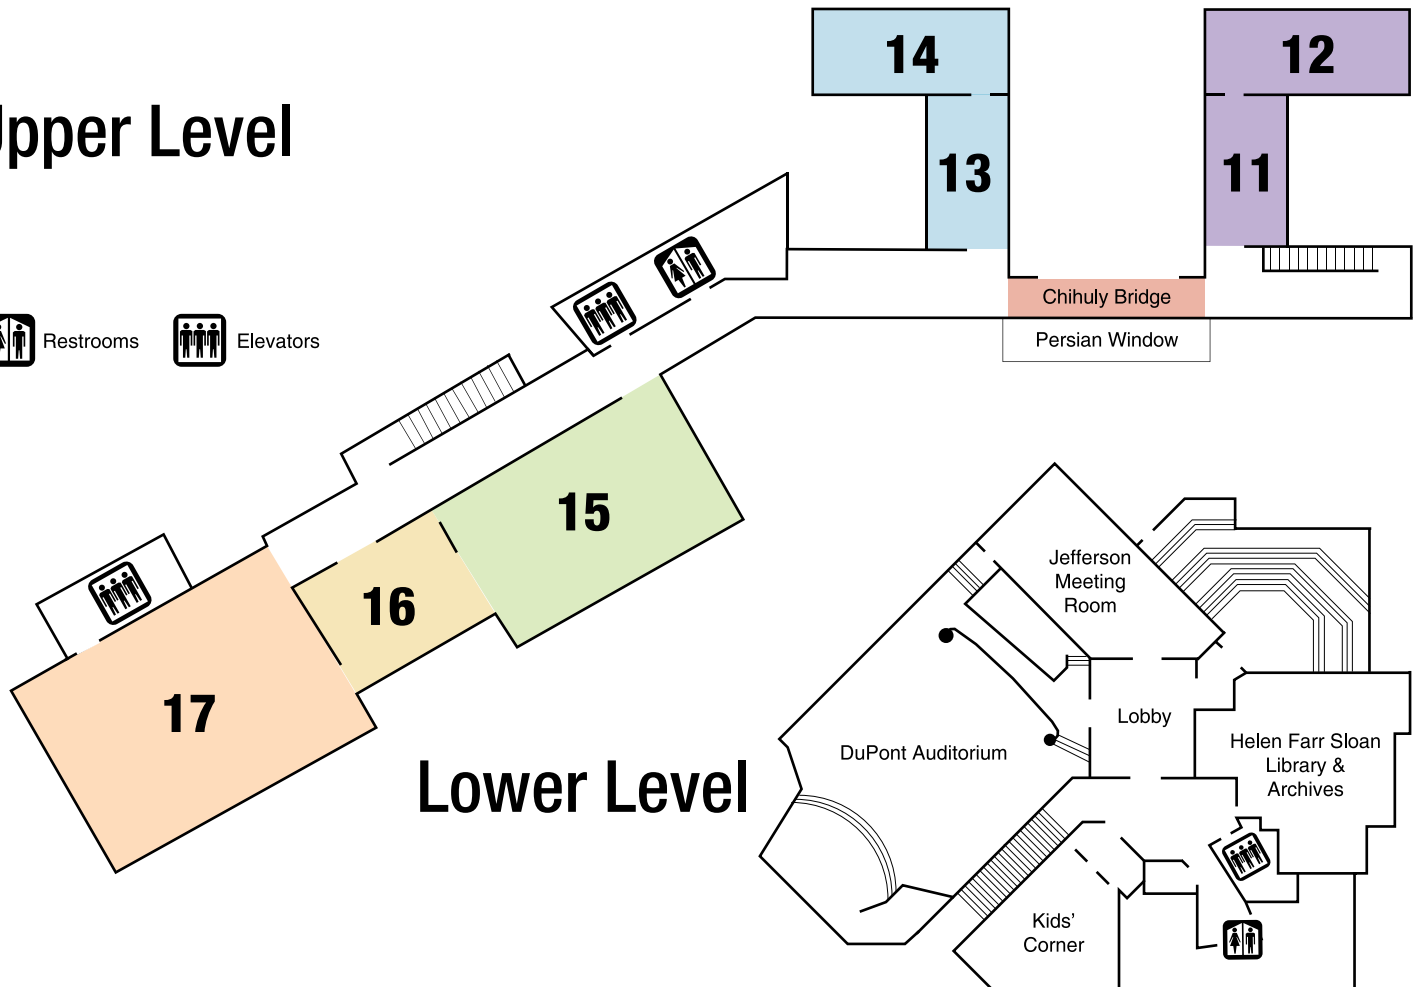 14
12
Upper Level
13
11
Chihuly Bridge
Persian Window
Restrooms
Elevators
15
16
17
Jefferson
Meeting
Room
Lobby
DuPont Auditorium
Helen Farr Sloan
Library &
Archives
Lower Level
Kids'
Corner